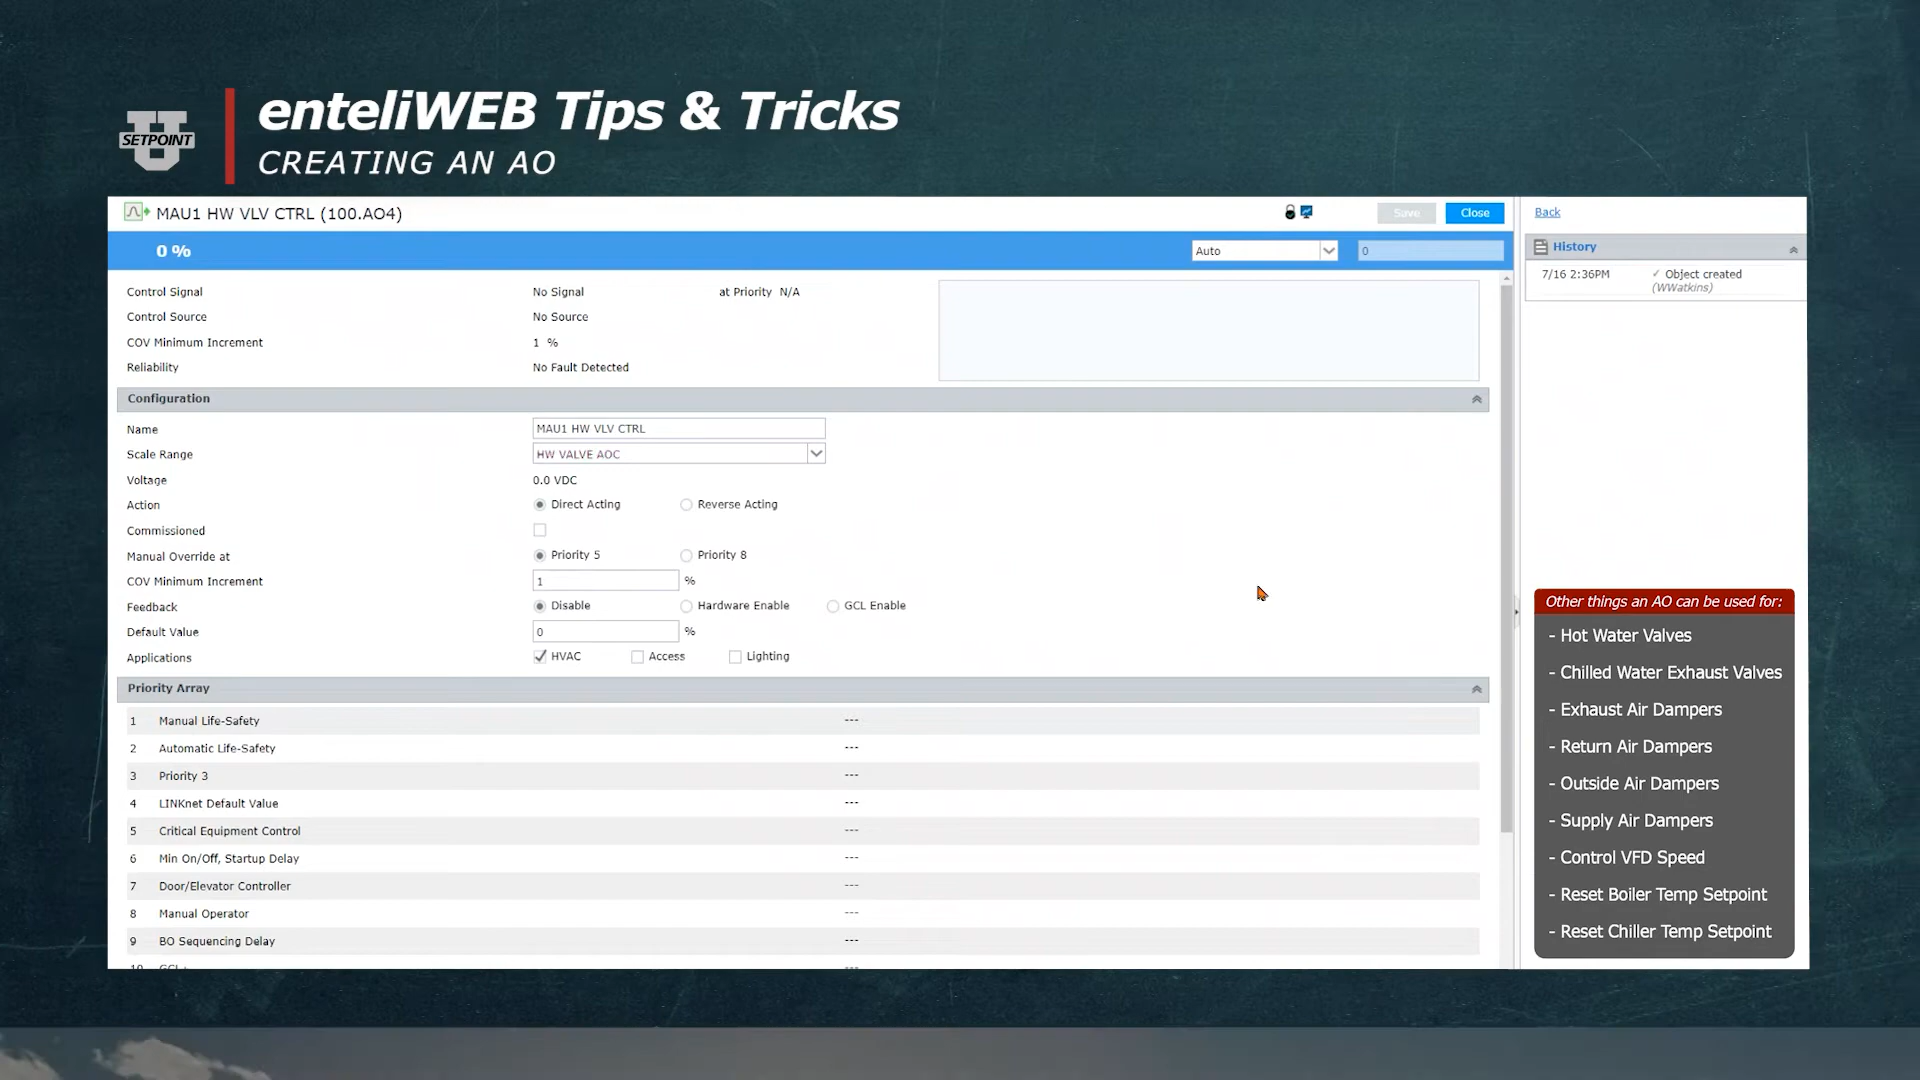 enteliWEB Tips & Tricks
U SETPOINT
CREATING AN AO
MAU1 HW VLV CTRL (100.AO4)
Save
Close
Back
0 %
Auto
0
History
7/16 2:36PM ✓ Object created
(WWatkins)
Control Signal No Signal at Priority N/A
Control Source No Source
COV Minimum Increment 1 %
Reliability No Fault Detected
Configuration
Name MAU1 HW VLV CTRL
Scale Range HW VALVE AOC
Voltage 0.0 VDC
Action Direct Acting Reverse Acting
Commissioned
Manual Override at Priority 5 Priority 8
COV Minimum Increment 1 %
Feedback Disable Hardware Enable GCL Enable
Default Value 0 %
Applications HVAC Access Lighting
Priority Array
1 Manual Life-Safety ---
2 Automatic Life-Safety ---
3 Priority 3 ---
4 LINKnet Default Value ---
5 Critical Equipment Control ---
6 Min On/Off, Startup Delay ---
7 Door/Elevator Controller ---
8 Manual Operator ---
9 BO Sequencing Delay ---
10 GCL+ ---
Other things an AO can be used for:
- Hot Water Valves
- Chilled Water Exhaust Valves
- Exhaust Air Dampers
- Return Air Dampers
- Outside Air Dampers
- Supply Air Dampers
- Control VFD Speed
- Reset Boiler Temp Setpoint
- Reset Chiller Temp Setpoint